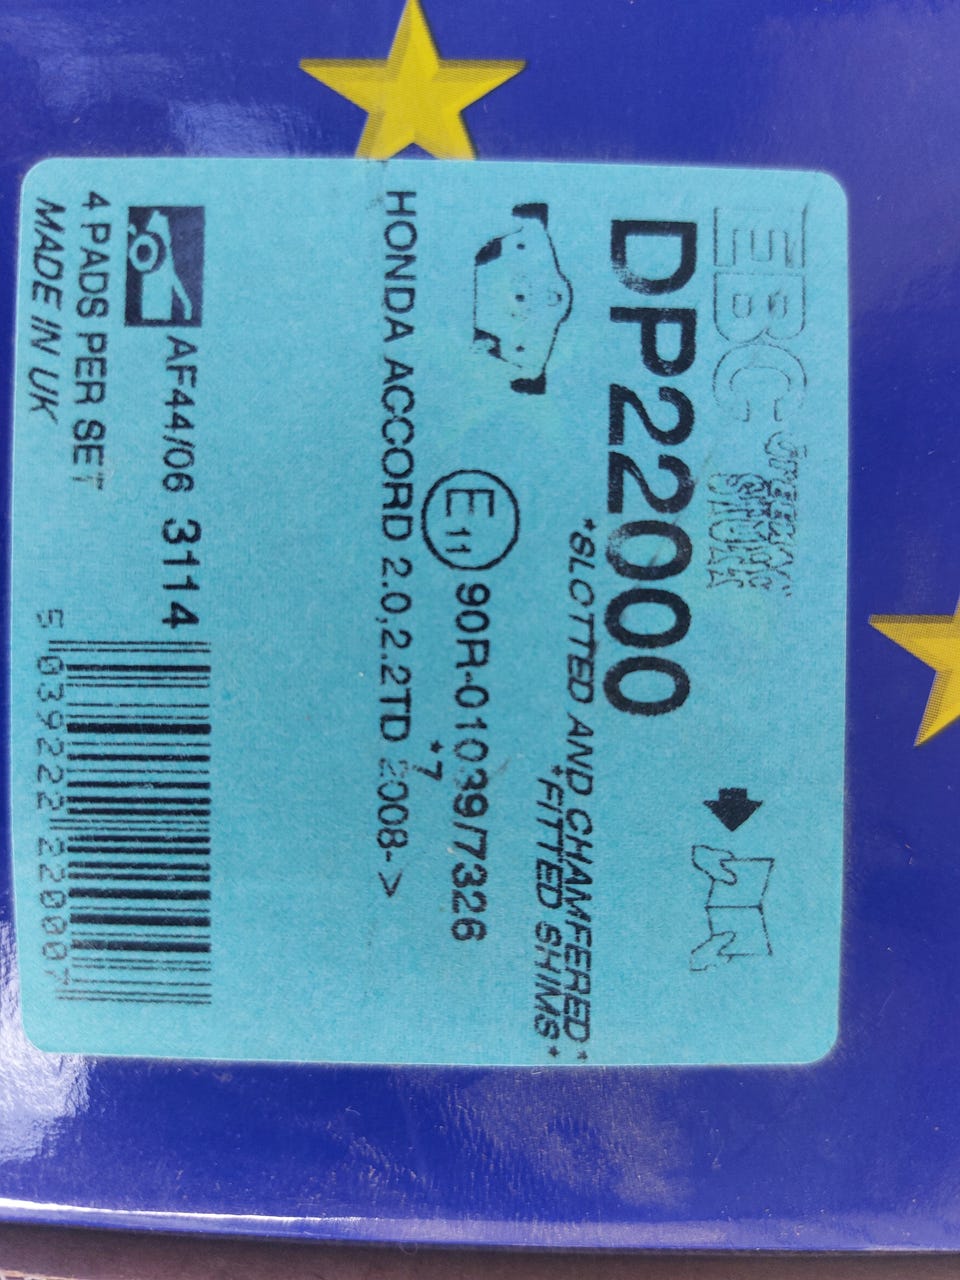 EBC
DP22000
*SLOTTED AND CHAMFERED*
*FITTED SHIMS*
E11 90R-01039/7326
*7
HONDA ACCORD 2.0,2.2TD 2008->
AF44/06 3114
4 PADS PER SET
MADE IN UK
5 039222 220007